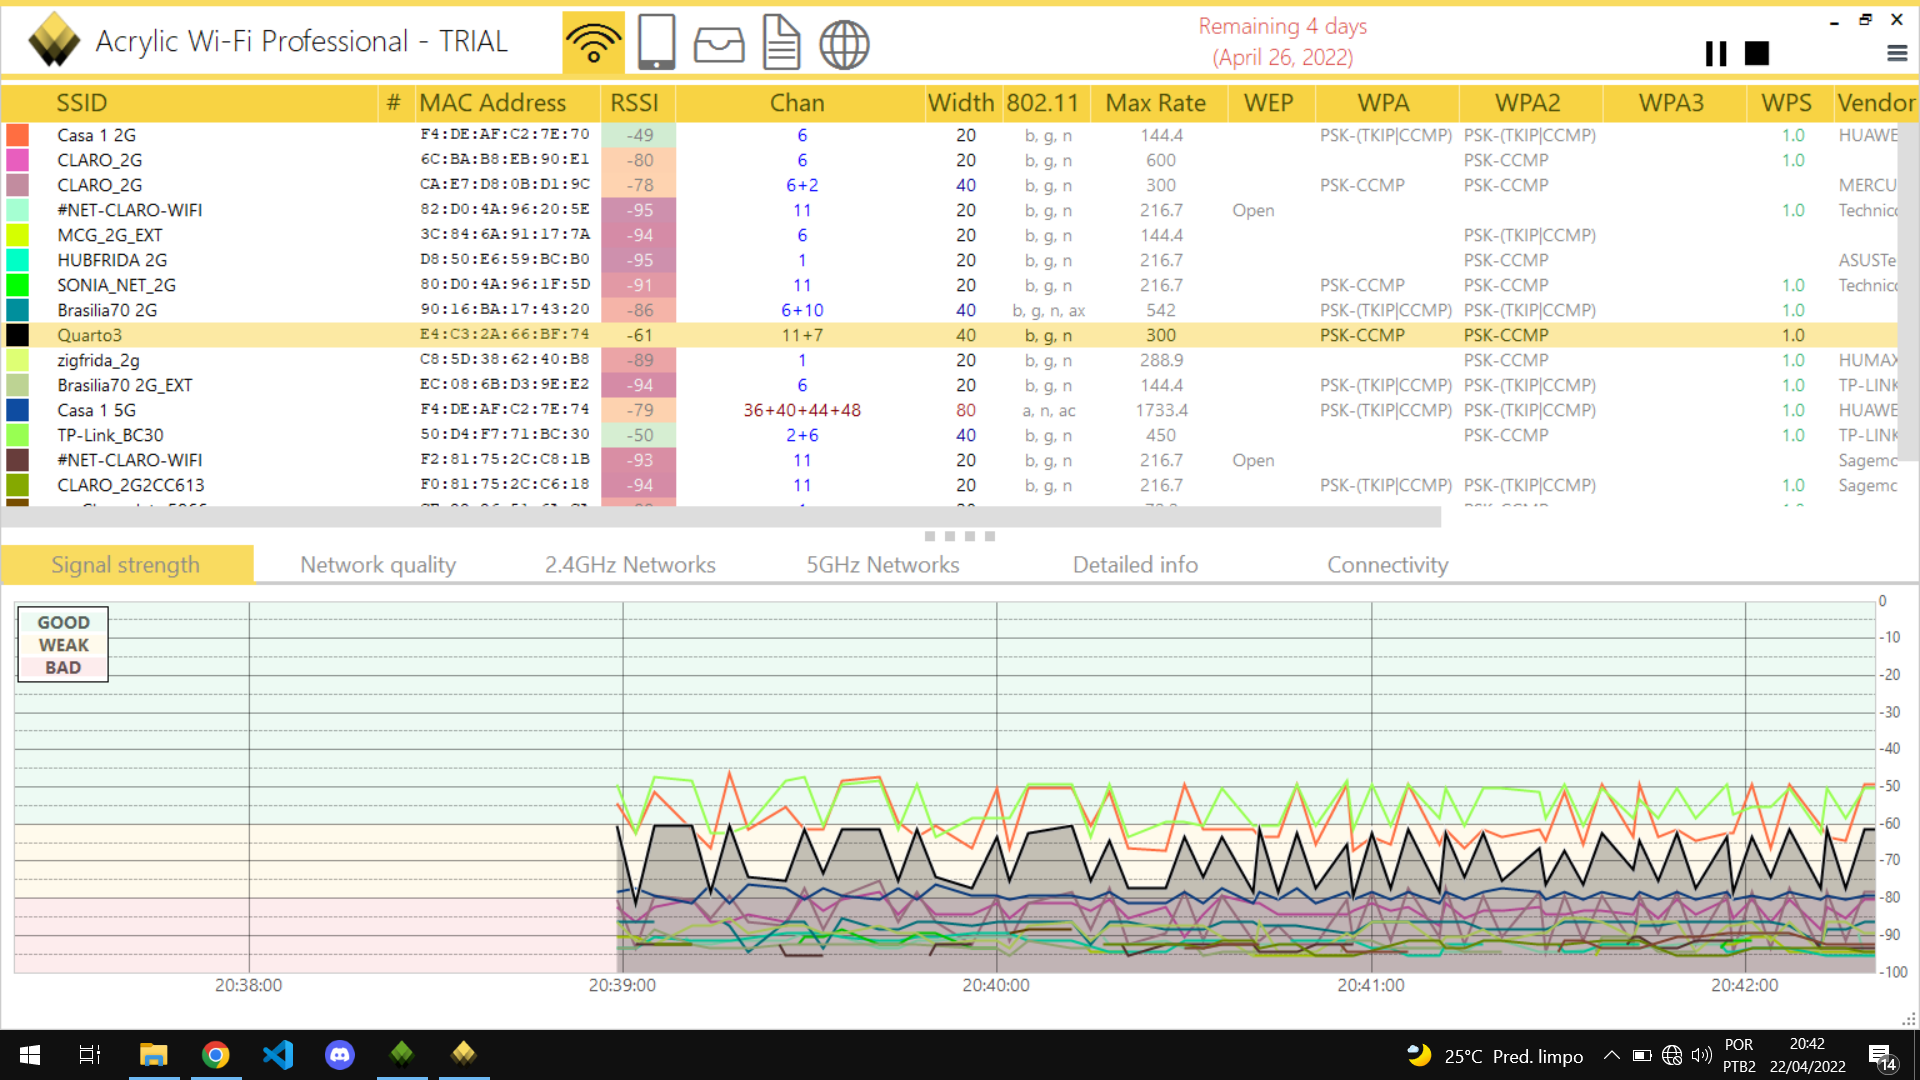 Acrylic Wi-Fi Professional - TRIAL
Remaining 4 days
(April 26, 2022)
SSID # MAC Address RSSI Chan Width 802.11 Max Rate WEP WPA WPA2 WPA3 WPS Vendor
Casa 1 2G F4:DE:AF:C2:7E:70 -49 6 20 b, g, n 144.4 PSK-(TKIP|CCMP) PSK-(TKIP|CCMP) 1.0 HUAWE
CLARO_2G 6C:BA:B8:EB:90:E1 -80 6 20 b, g, n 600 PSK-CCMP 1.0
CLARO_2G CA:E7:D8:0B:D1:9C -78 6+2 40 b, g, n 300 PSK-CCMP PSK-CCMP MERCU
#NET-CLARO-WIFI 82:D0:4A:96:20:5E -95 11 20 b, g, n 216.7 Open 1.0 Technico
MCG_2G_EXT 3C:84:6A:91:17:7A -94 6 20 b, g, n 144.4 PSK-(TKIP|CCMP)
HUBFRIDA 2G D8:50:E6:59:BC:B0 -95 1 20 b, g, n 216.7 PSK-CCMP ASUSTe
SONIA_NET_2G 80:D0:4A:96:1F:5D -91 11 20 b, g, n 216.7 PSK-CCMP PSK-CCMP 1.0 Technico
Brasilia70 2G 90:16:BA:17:43:20 -86 6+10 40 b, g, n, ax 542 PSK-(TKIP|CCMP) PSK-(TKIP|CCMP) 1.0
Quarto3 E4:C3:2A:66:BF:74 -61 11+7 40 b, g, n 300 PSK-CCMP PSK-CCMP 1.0
zigfrida_2g C8:5D:38:62:40:B8 -89 1 20 b, g, n 288.9 PSK-CCMP 1.0 HUMAX
Brasilia70 2G_EXT EC:08:6B:D3:9E:E2 -94 6 20 b, g, n 144.4 PSK-(TKIP|CCMP) PSK-(TKIP|CCMP) 1.0 TP-LINK
Casa 1 5G F4:DE:AF:C2:7E:74 -79 36+40+44+48 80 a, n, ac 1733.4 PSK-(TKIP|CCMP) PSK-(TKIP|CCMP) 1.0 HUAWE
TP-Link_BC30 50:D4:F7:71:BC:30 -50 2+6 40 b, g, n 450 PSK-CCMP 1.0 TP-LINK
#NET-CLARO-WIFI F2:81:75:2C:C8:1B -93 11 20 b, g, n 216.7 Open Sagemc
CLARO_2G2CC613 F0:81:75:2C:C6:18 -94 11 20 b, g, n 216.7 PSK-(TKIP|CCMP) PSK-(TKIP|CCMP) 1.0 Sagemc
Signal strength Network quality 2.4GHz Networks 5GHz Networks Detailed info Connectivity
GOOD
WEAK
BAD
0
-10
-20
-30
-40
-50
-60
-70
-80
-90
-100
20:38:00 20:39:00 20:40:00 20:41:00 20:42:00
25°C Pred. limpo
POR
PTB2
20:42
22/04/2022
14